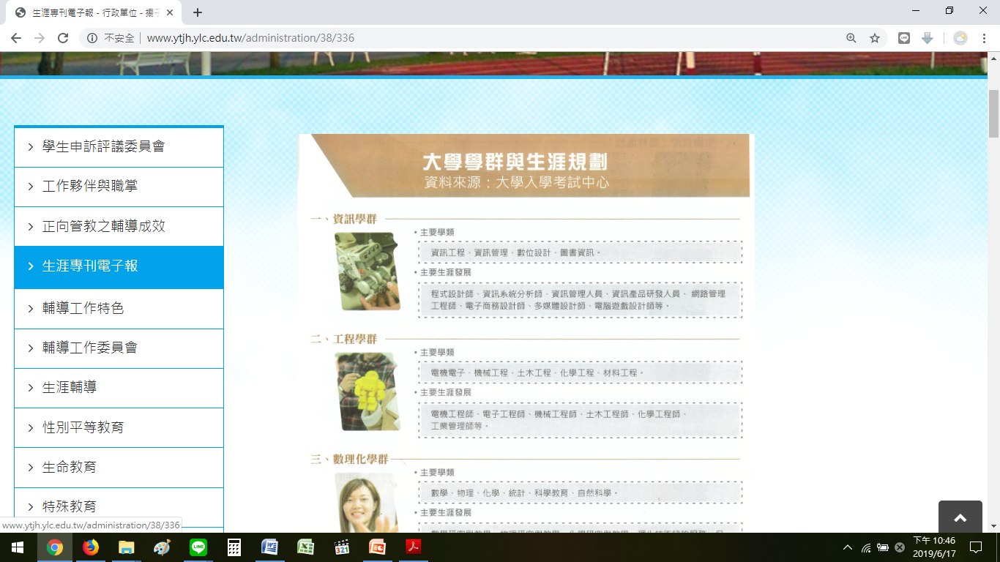 生涯專刊電子報 - 行政單位 - 揚子
不安全
www.ytjh.ylc.edu.tw/administration/38/336
學生申訴評議委員會
工作夥伴與職掌
正向管教之輔導成效
生涯專刊電子報
輔導工作特色
輔導工作委員會
生涯輔導
性別平等教育
生命教育
特殊教育
大學學群與生涯規劃
資料來源：大學入學考試中心
一、資訊學群
• 主要學類
資訊工程、資訊管理、數位設計、圖書資訊。
• 主要生涯發展
程式設計師、資訊系統分析師、資訊管理人員、資訊產品研發人員、網路管理
工程師、電子商務設計師、多媒體設計師、電腦遊戲設計師等。
二、工程學群
• 主要學類
電機電子、機械工程、土木工程、化學工程、材料工程。
• 主要生涯發展
電機工程師、電子工程師、機械工程師、土木工程師、化學工程師、
工業管理師等。
三、數理化學群
• 主要學類
數學、物理、化學、統計、科學教育、自然科學。
• 主要生涯發展
www.ytjh.ylc.edu.tw/administration/38/336
LINE
321
下午 10:46
2019/6/17